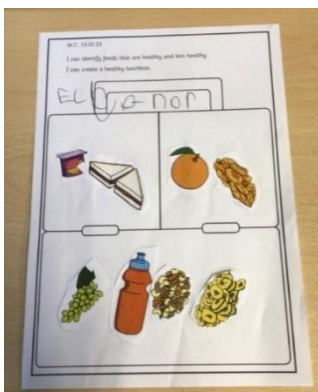 W.C. 13.02.23
I can identify foods that are healthy and less healthy
I can create a healthy lunchbox.
Eleanor